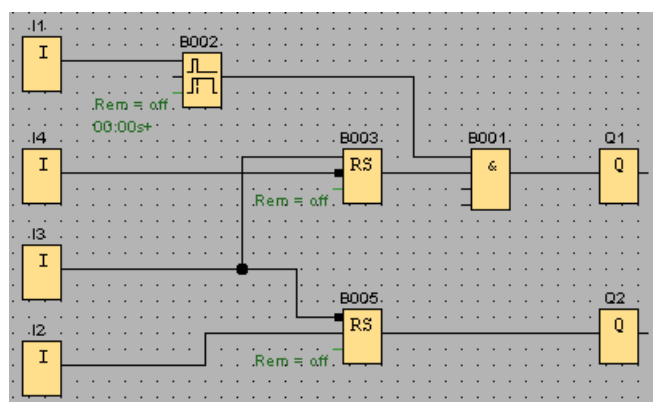 I1
I
B002
Rem = off
00:00s+
I4
I
B003
RS
Rem = off
B001
&
Q1
Q
I3
I
B005
RS
Rem = off
Q2
Q
I2
I